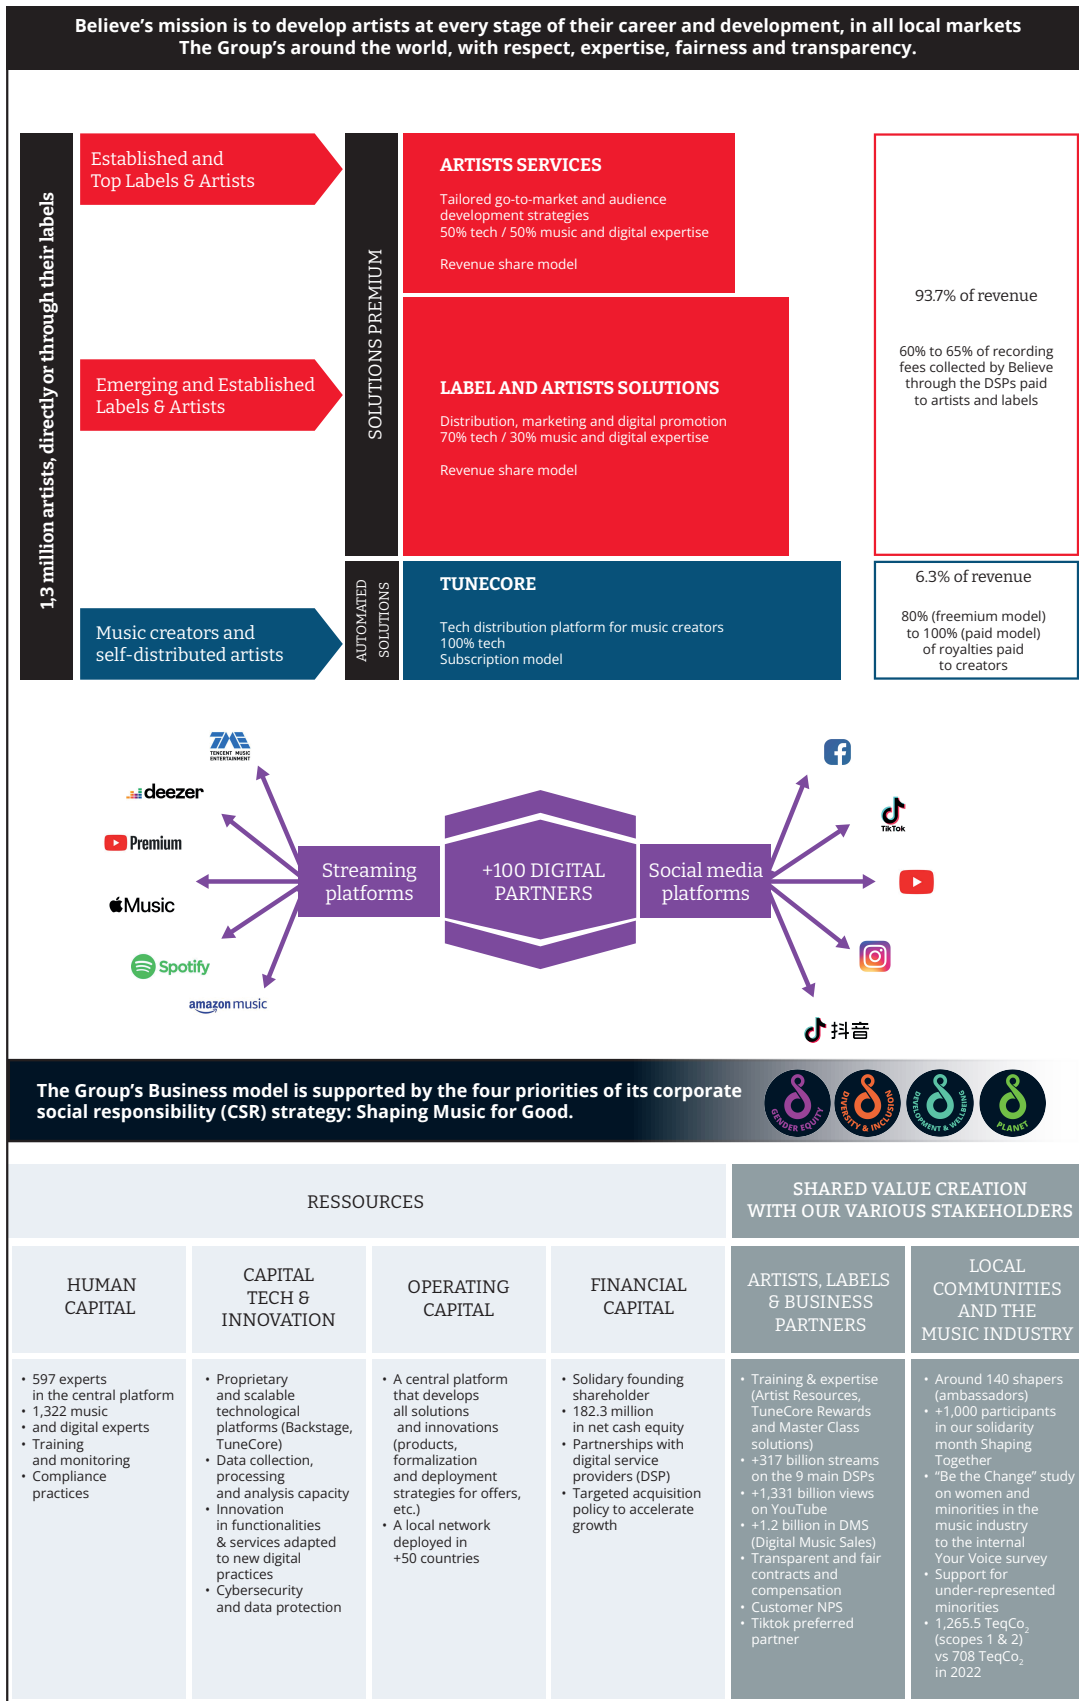 Believe’s mission is to develop artists at every stage of their career and development, in all local markets
The Group’s around the world, with respect, expertise, fairness and transparency.
1,3 million artists, directly or through their labels
Established and
Top Labels & Artists
Emerging and Established
Labels & Artists
Music creators and
self-distributed artists
SOLUTIONS PREMIUM
AUTOMATED
SOLUTIONS
ARTISTS SERVICES
Tailored go-to-market and audience
development strategies
50% tech / 50% music and digital expertise
Revenue share model
LABEL AND ARTISTS SOLUTIONS
Distribution, marketing and digital promotion
70% tech / 30% music and digital expertise
Revenue share model
TUNECORE
Tech distribution platform for music creators
100% tech
Subscription model
93.7% of revenue
60% to 65% of recording
fees collected by Believe
through the DSPs paid
to artists and labels
6.3% of revenue
80% (freemium model)
to 100% (paid model)
of royalties paid
to creators
TENCENT MUSIC
ENTERTAINMENT
deezer
Premium
Music
Spotify
amazon music
Streaming
platforms
+100 DIGITAL
PARTNERS
Social media
platforms
TikTok
抖音
The Group’s Business model is supported by the four priorities of its corporate
social responsibility (CSR) strategy: Shaping Music for Good.
GENDER EQUITY
DIVERSITY & INCLUSION
DEVELOPMENT & WELLBEING
PLANET
RESSOURCES
SHARED VALUE CREATION
WITH OUR VARIOUS STAKEHOLDERS
HUMAN
CAPITAL
CAPITAL
TECH &
INNOVATION
OPERATING
CAPITAL
FINANCIAL
CAPITAL
ARTISTS, LABELS
& BUSINESS
PARTNERS
LOCAL
COMMUNITIES
AND THE
MUSIC INDUSTRY
• 597 experts
in the central platform
• 1,322 music
• and digital experts
• Training
and monitoring
• Compliance
practices
• Proprietary
and scalable
technological
platforms (Backstage,
TuneCore)
• Data collection,
processing
and analysis capacity
• Innovation
in functionalities
& services adapted
to new digital
practices
• Cybersecurity
and data protection
• A central platform
that develops
all solutions
and innovations
(products,
formalization
and deployment
strategies for offers,
etc.)
• A local network
deployed in
+50 countries
• Solidary founding
shareholder
• 182.3 million
in net cash equity
• Partnerships with
digital service
providers (DSP)
• Targeted acquisition
policy to accelerate
growth
• Training & expertise
(Artist Resources,
TuneCore Rewards
and Master Class
solutions)
• +317 billion streams
on the 9 main DSPs
• +1,331 billion views
on YouTube
• +1.2 billion in DMS
(Digital Music Sales)
• Transparent and fair
contracts and
compensation
• Customer NPS
• Tiktok preferred
partner
• Around 140 shapers
(ambassadors)
• +1,000 participants
in our solidarity
month Shaping
Together
• “Be the Change” study
on women and
minorities in the
music industry
to the internal
Your Voice survey
• Support for
under-represented
minorities
• 1,265.5 TeqCo2
(scopes 1 & 2)
vs 708 TeqCo2
in 2022